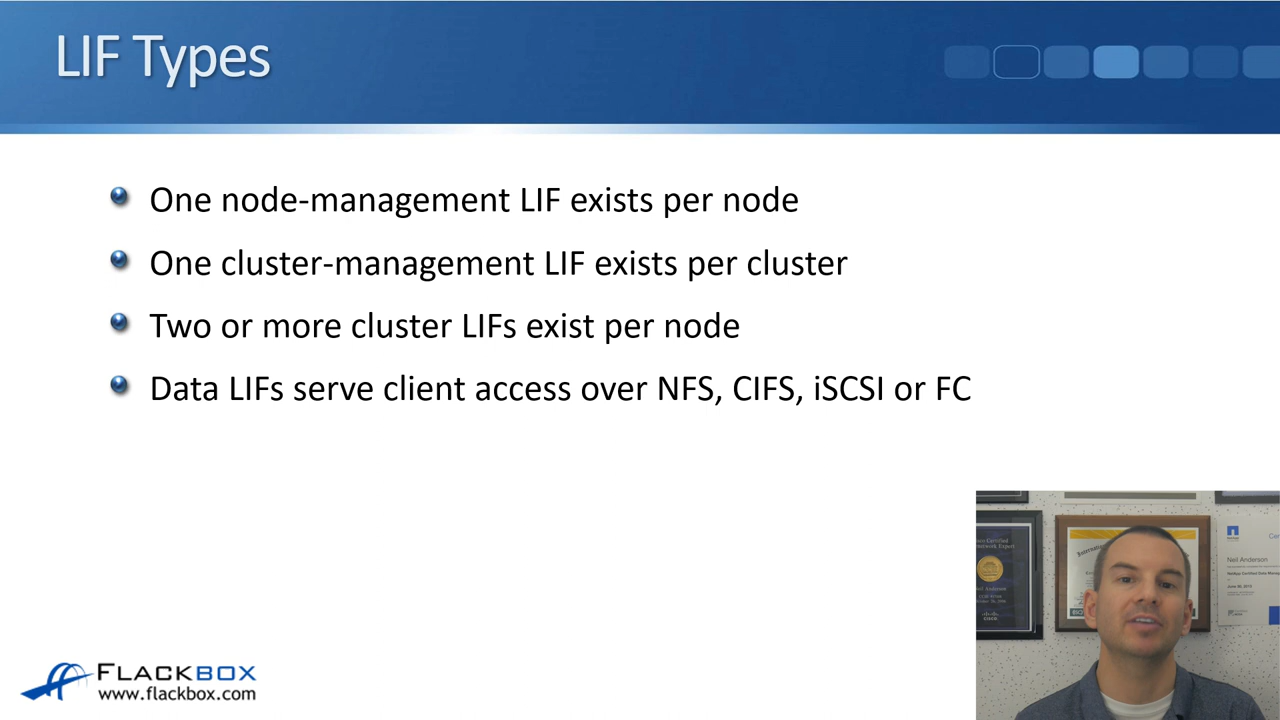 LIF Types
One node-management LIF exists per node
One cluster-management LIF exists per cluster
Two or more cluster LIFs exist per node
Data LIFs serve client access over NFS, CIFS, iSCSI or FC
FLACKBOX
www.flackbox.com
Neil Anderson